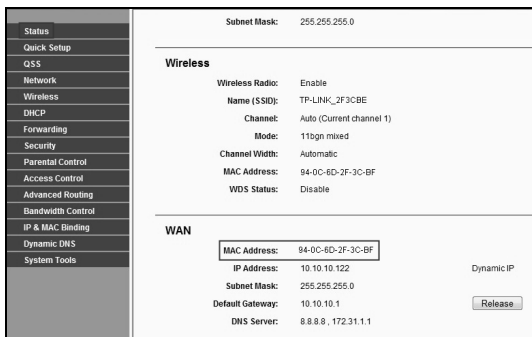 Status
Quick Setup
QSS
Network
Wireless
DHCP
Forwarding
Security
Parental Control
Access Control
Advanced Routing
Bandwidth Control
IP & MAC Binding
Dynamic DNS
System Tools
Subnet Mask: 255.255.255.0
Wireless
Wireless Radio: Enable
Name (SSID): TP-LINK_2F3CBE
Channel: Auto (Current channel 1)
Mode: 11bgn mixed
Channel Width: Automatic
MAC Address: 94-0C-6D-2F-3C-BF
WDS Status: Disable
WAN
MAC Address: 94-0C-6D-2F-3C-BF
IP Address: 10.10.10.122 Dynamic IP
Subnet Mask: 255.255.255.0
Default Gateway: 10.10.10.1 Release
DNS Server: 8.8.8.8 , 172.31.1.1